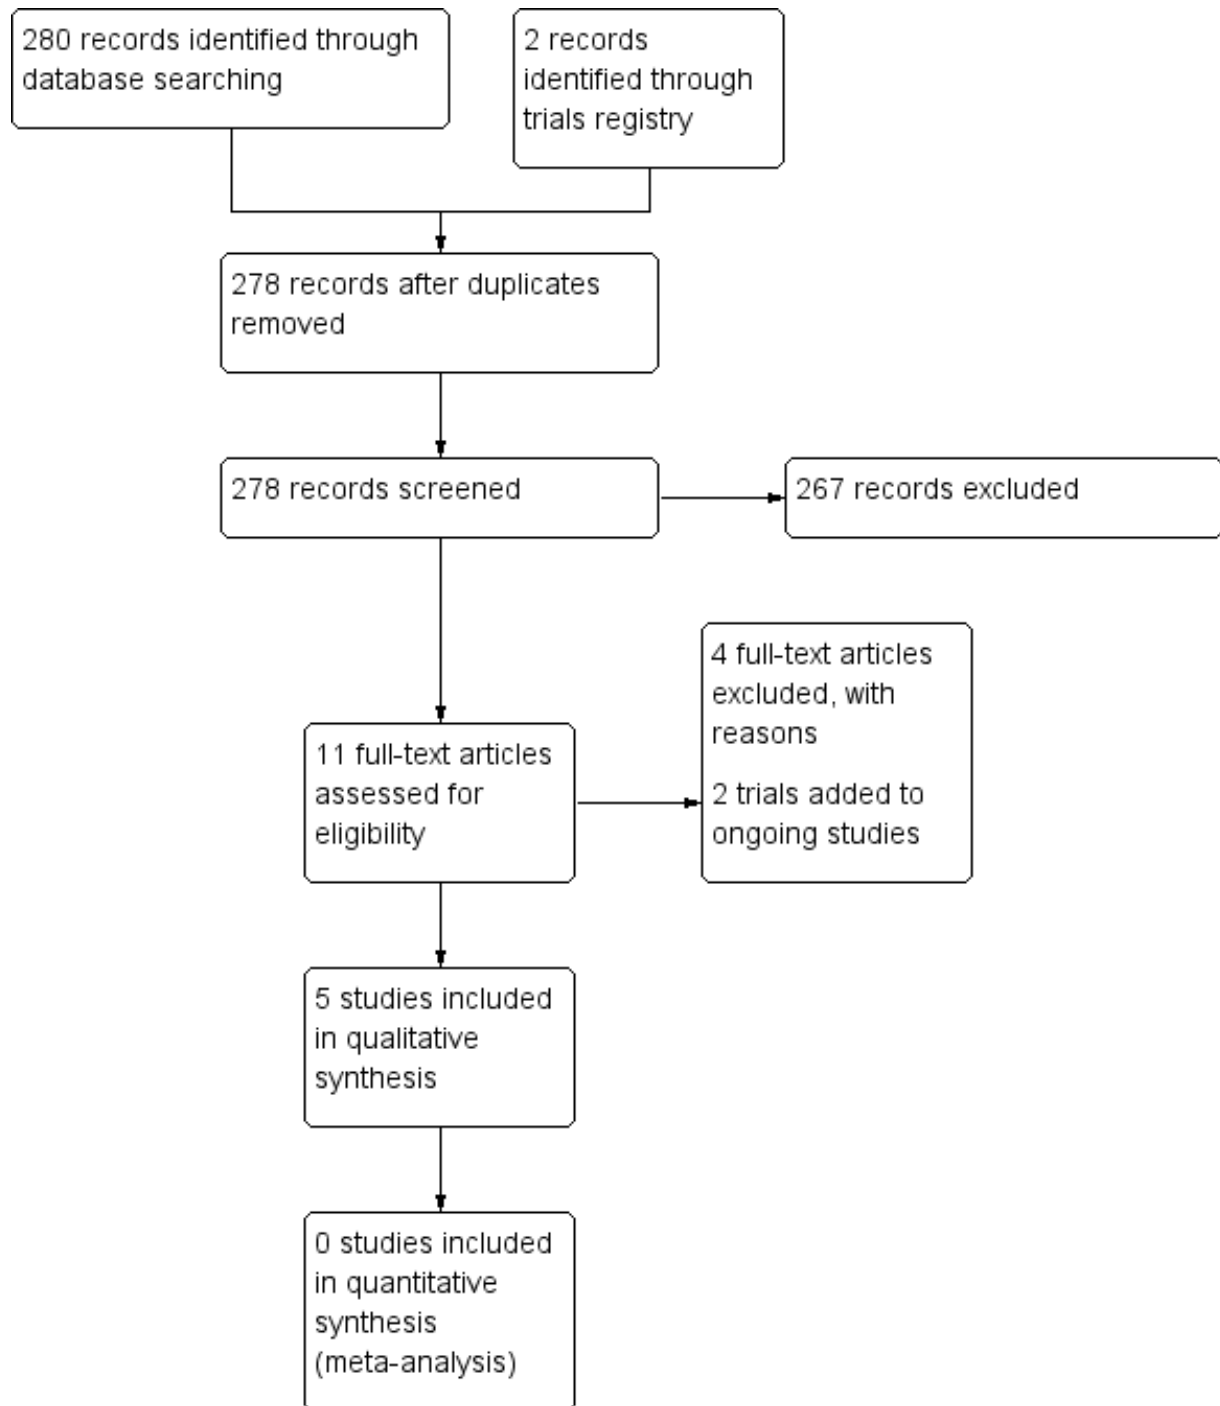 280 records identified through
database searching
2 records
identified through
trials registry
278 records after duplicates
removed
278 records screened
267 records excluded
4 full-text articles
excluded, with
reasons
2 trials added to
ongoing studies
11 full-text articles
assessed for
eligibility
5 studies included
in qualitative
synthesis
0 studies included
in quantitative
synthesis
(meta-analysis)